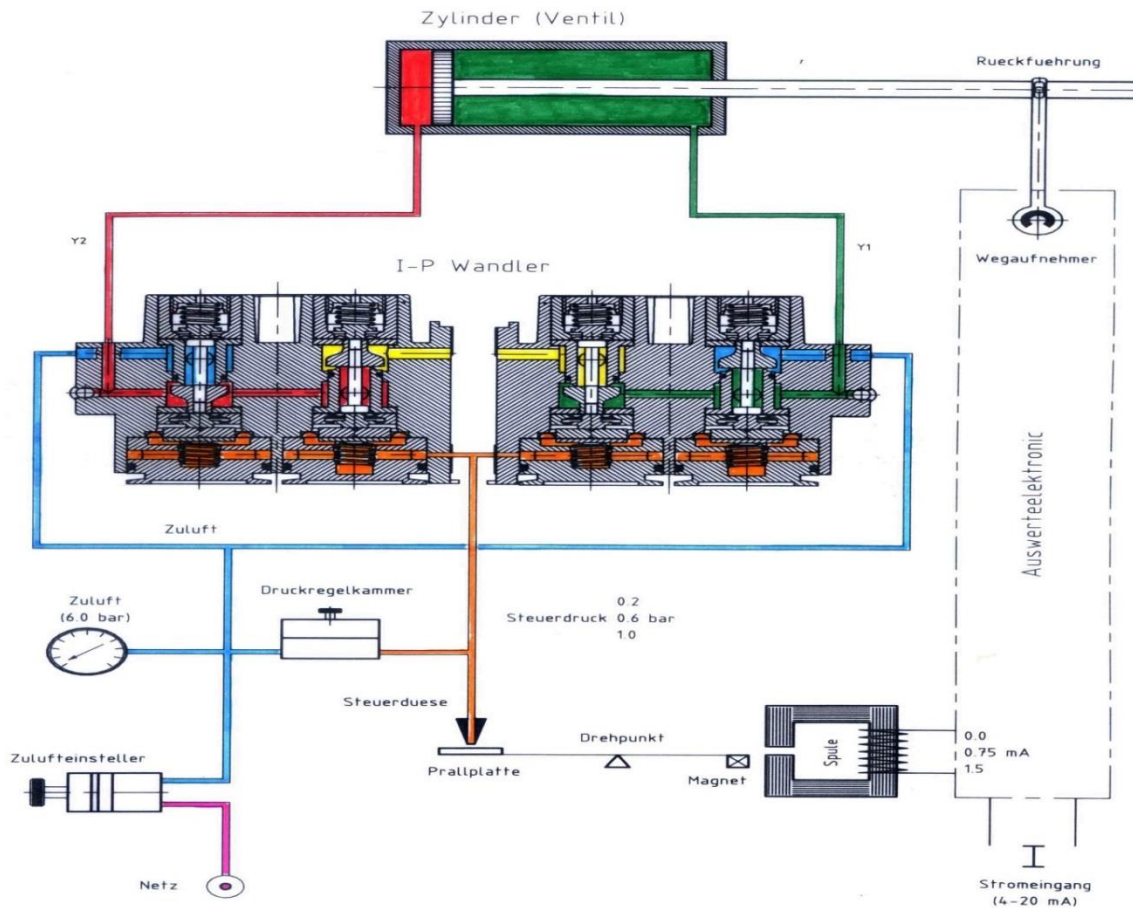 Zylinder (Ventil)
Rueckfuehrung
Y2
Y1
Wegaufnehmer
I-P Wandler
Auswerteelektronic
Zuluft
Zuluft
(6.0 bar)
Druckregelkammer
0.2
Steuerdruck 0.6 bar
1.0
Steuerduese
Drehpunkt
Spule
0.0
0.75 mA
1.5
Zulufteinsteller
Prallplatte
Magnet
Netz
I
Stromeingang
(4-20 mA)